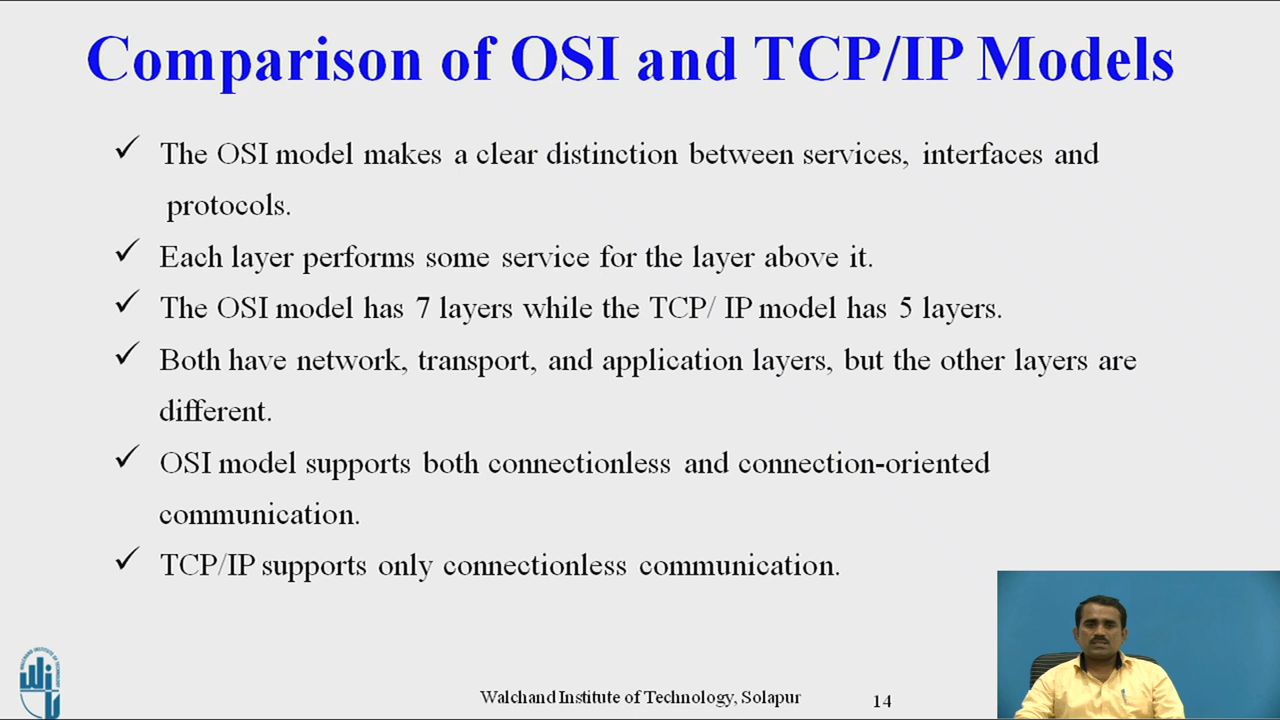 Comparison of OSI and TCP/IP Models
✓ The OSI model makes a clear distinction between services, interfaces and
protocols.
✓ Each layer performs some service for the layer above it.
✓ The OSI model has 7 layers while the TCP/ IP model has 5 layers.
✓ Both have network, transport, and application layers, but the other layers are
different.
✓ OSI model supports both connectionless and connection-oriented
communication.
✓ TCP/IP supports only connectionless communication.
Walchand Institute of Technology, Solapur
14